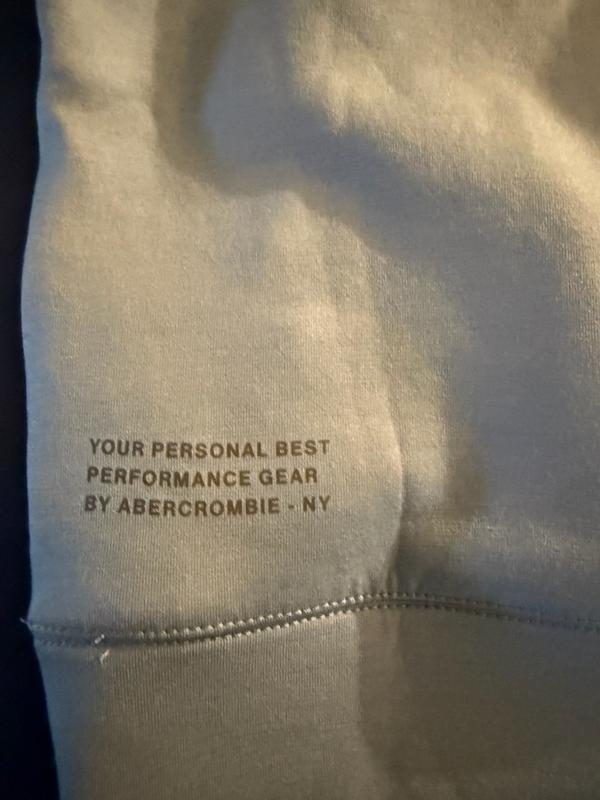 YOUR PERSONAL BEST
PERFORMANCE GEAR
BY ABERCROMBIE - NY